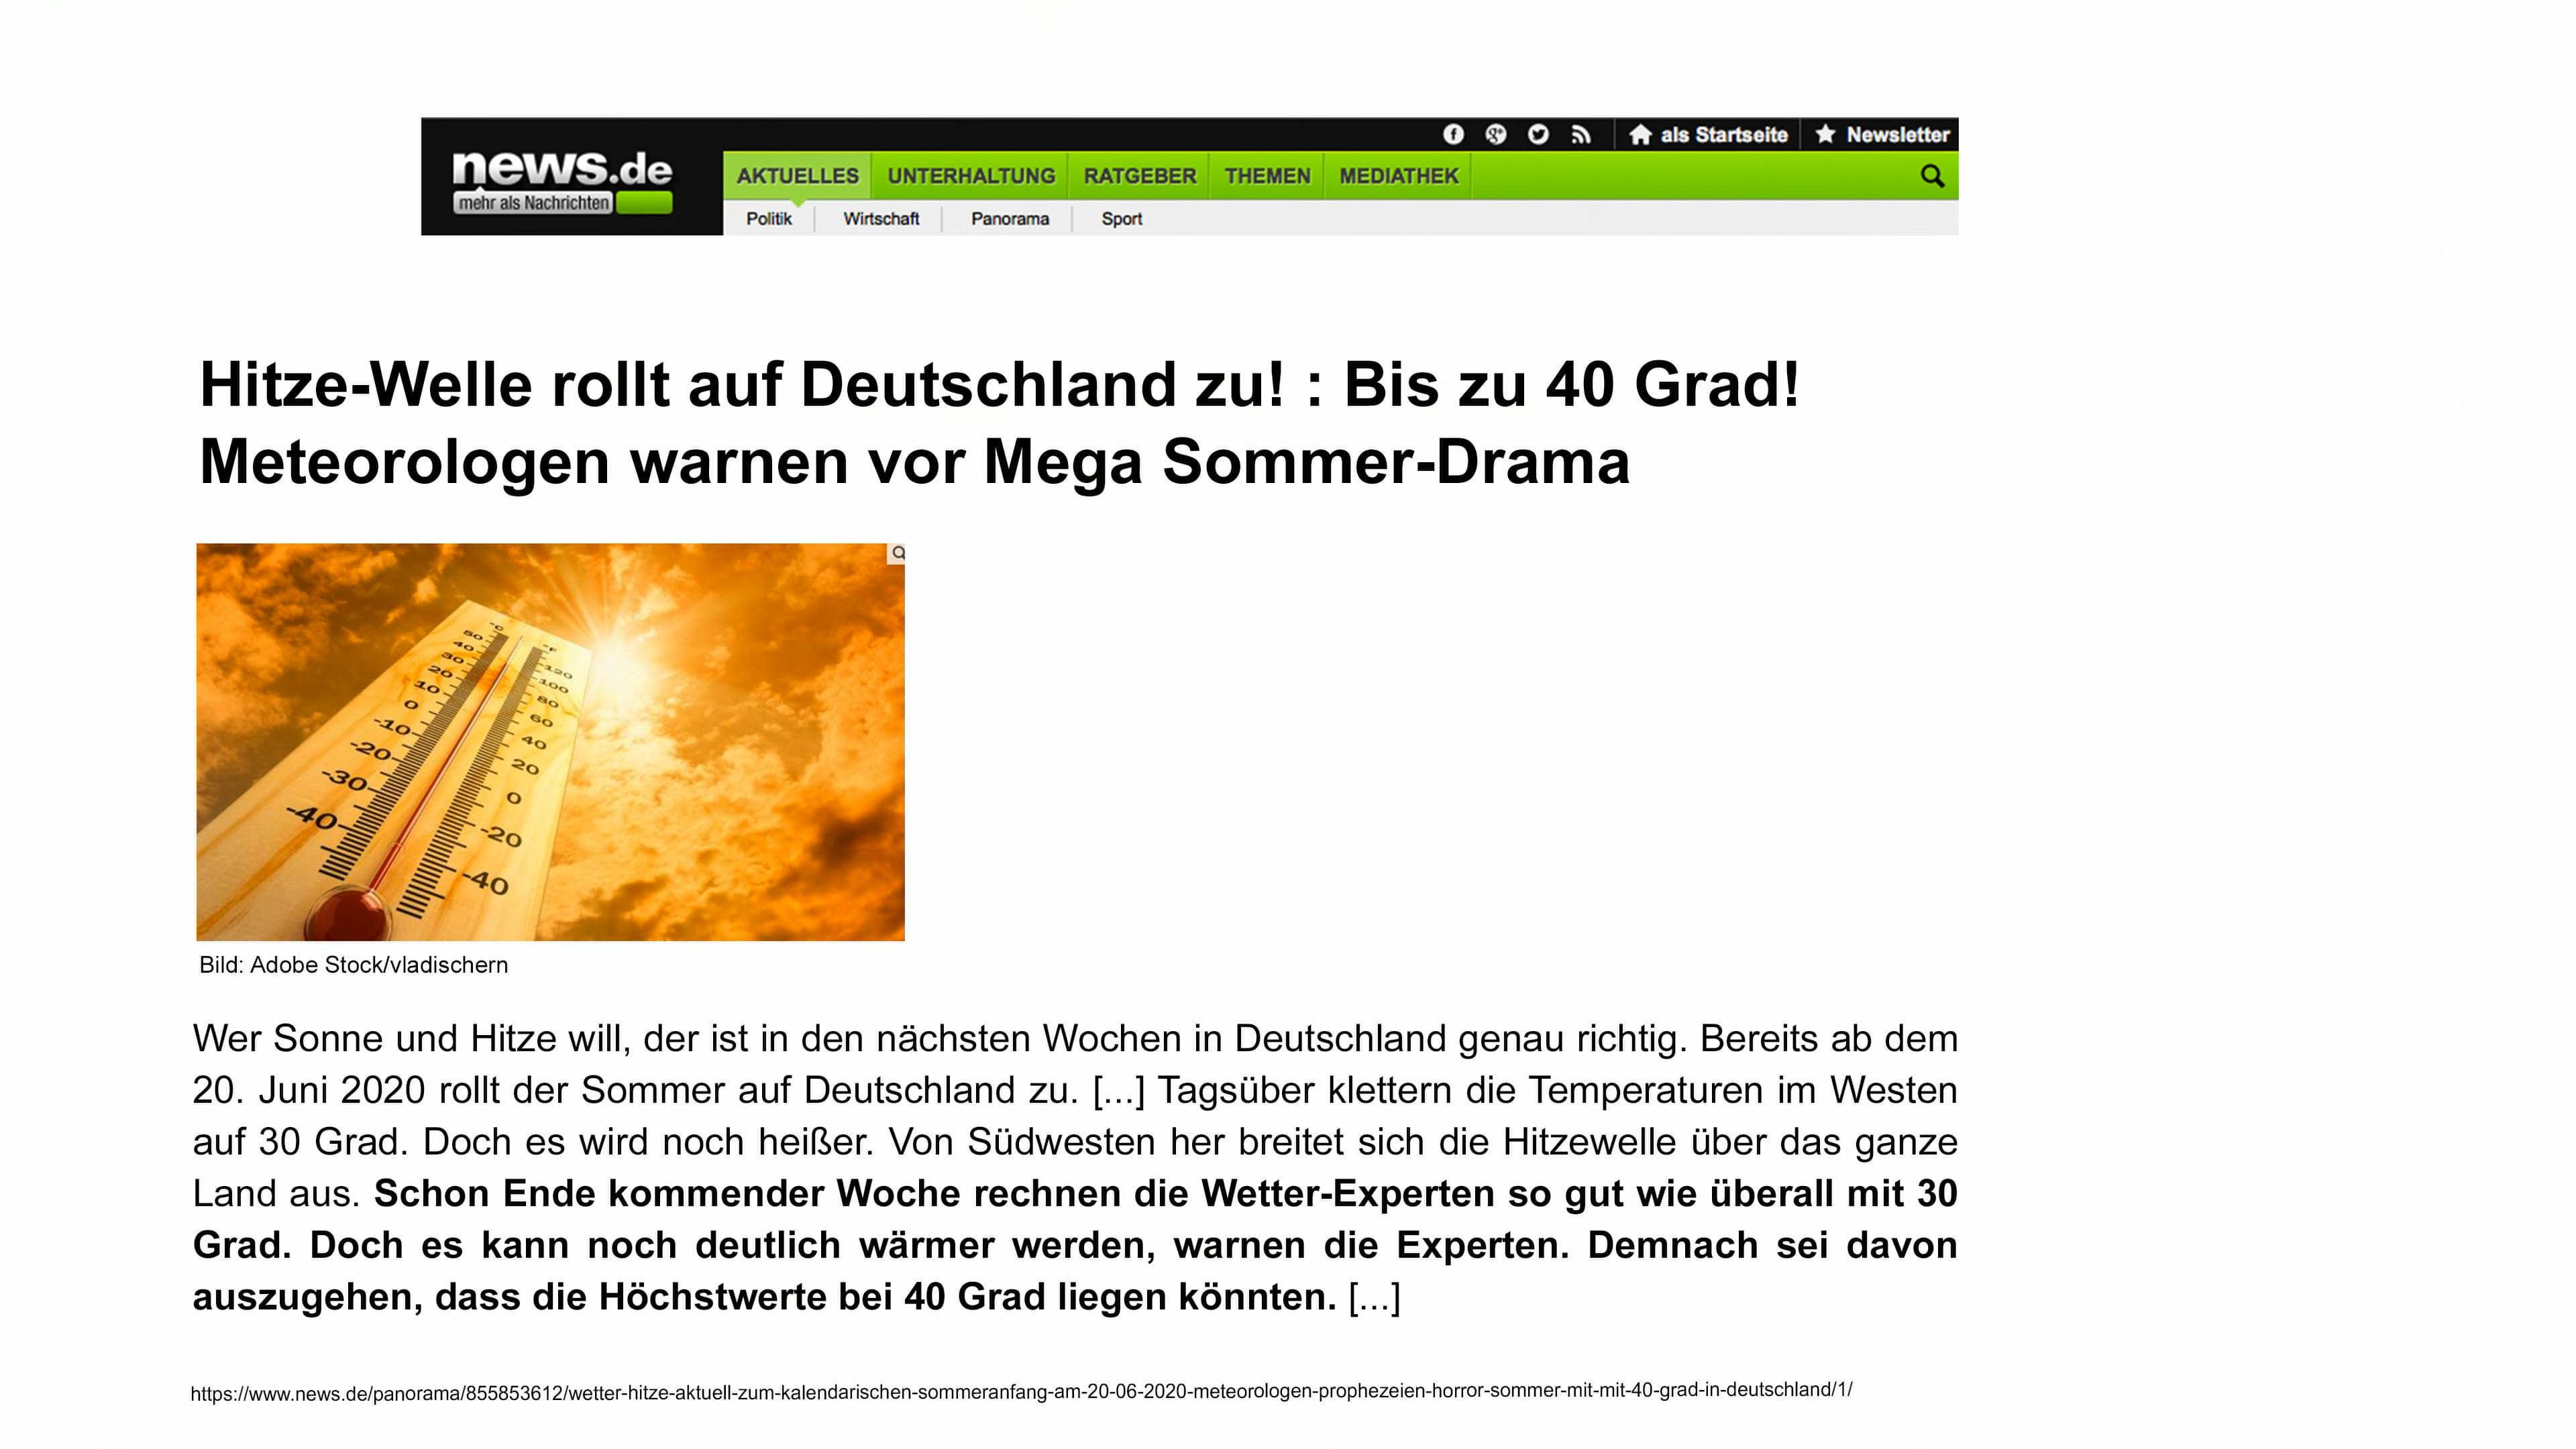 als Startseite Newsletter
news.de
mehr als Nachrichten
AKTUELLES UNTERHALTUNG RATGEBER THEMEN MEDIATHEK
Politik Wirtschaft Panorama Sport
Hitze-Welle rollt auf Deutschland zu! : Bis zu 40 Grad!
Meteorologen warnen vor Mega Sommer-Drama
°C
50
40
30
20
10
0
-10
-20
-30
-40
°F
120
100
80
60
40
20
0
-20
-40
Bild: Adobe Stock/vladischern
Wer Sonne und Hitze will, der ist in den nächsten Wochen in Deutschland genau richtig. Bereits ab dem
20. Juni 2020 rollt der Sommer auf Deutschland zu. [...] Tagsüber klettern die Temperaturen im Westen
auf 30 Grad. Doch es wird noch heißer. Von Südwesten her breitet sich die Hitzewelle über das ganze
Land aus. Schon Ende kommender Woche rechnen die Wetter-Experten so gut wie überall mit 30
Grad. Doch es kann noch deutlich wärmer werden, warnen die Experten. Demnach sei davon
auszugehen, dass die Höchstwerte bei 40 Grad liegen könnten. [...]
https://www.news.de/panorama/855853612/wetter-hitze-aktuell-zum-kalendarischen-sommeranfang-am-20-06-2020-meteorologen-prophezeien-horror-sommer-mit-mit-40-grad-in-deutschland/1/